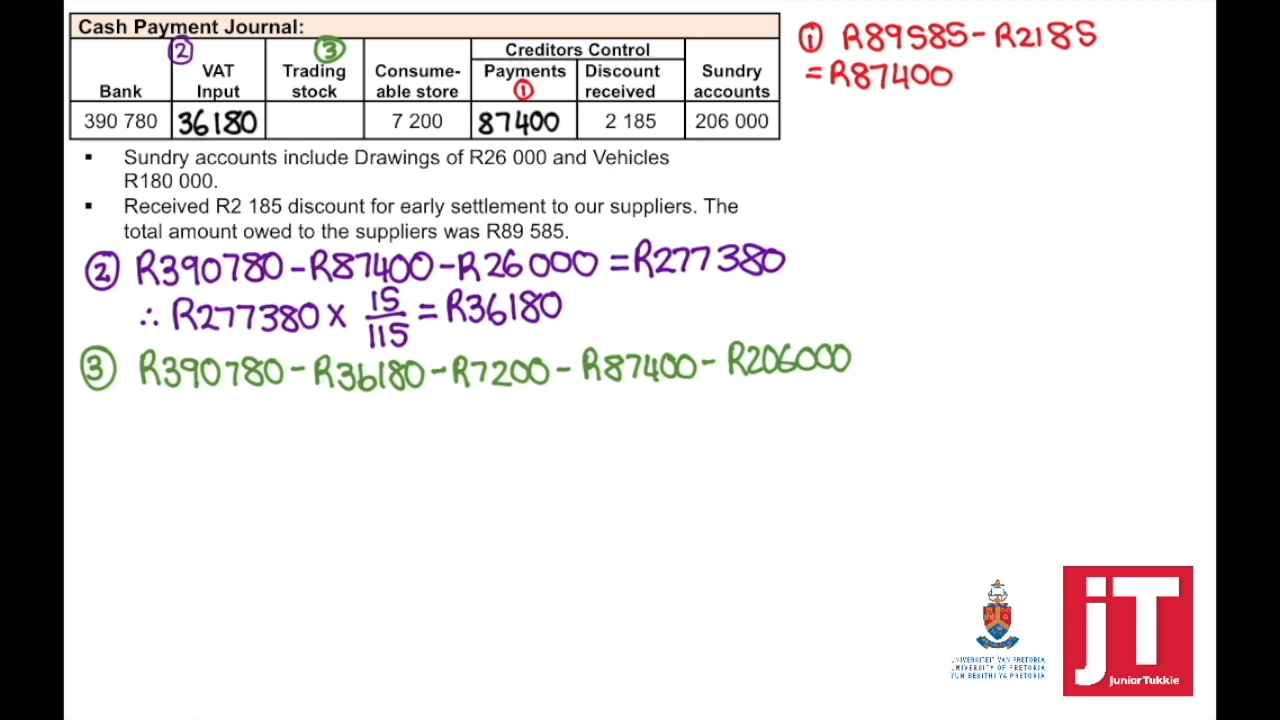 Cash Payment Journal:
② ③ Creditors Control
Bank VAT Input Trading stock Consume-able store Payments ① Discount received Sundry accounts
390 780 36180 7 200 87400 2 185 206 000
▪ Sundry accounts include Drawings of R26 000 and Vehicles
R180 000.
▪ Received R2 185 discount for early settlement to our suppliers. The
total amount owed to the suppliers was R89 585.
① R89585 - R2185
= R87400
② R390780 - R87400 - R26000 = R277380
∴ R277380 × 15/115 = R36180
③ R390780 - R36180 - R7200 - R87400 - R206000
UNIVERSITEIT VAN PRETORIA
UNIVERSITY OF PRETORIA
YUNIBESITHI YA PRETORIA
jT
JuniorTukkie